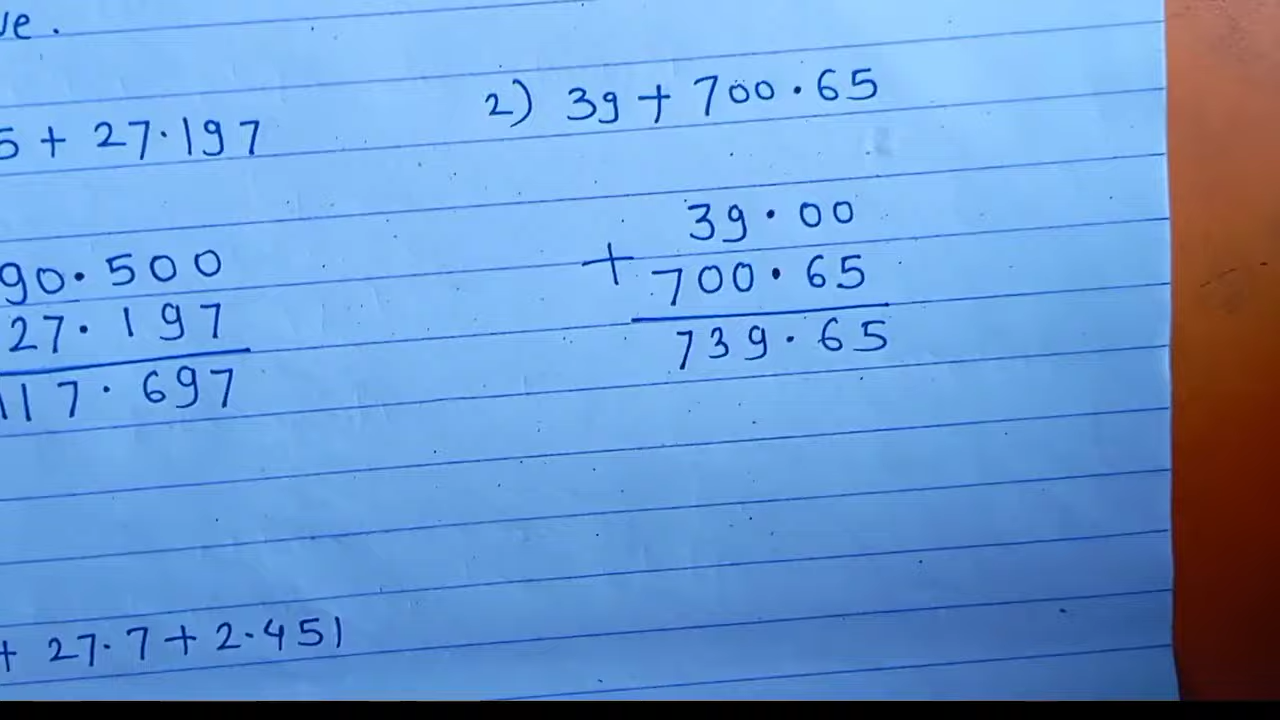 ve.
5 + 27.197
90.500
27.197
117.697
2) 39 + 700.65
39.00
+ 700.65
739.65
+ 27.7 + 2.451